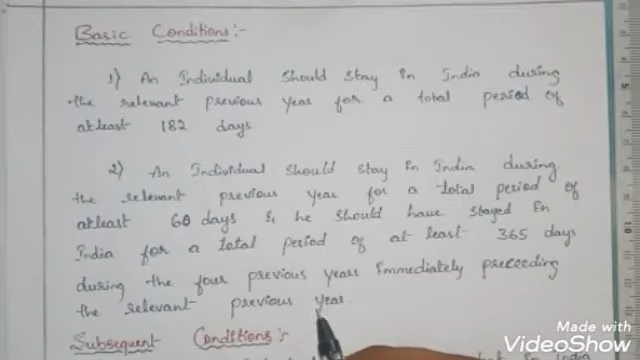 Basic Conditions:-
1) An Individual Should Stay in India during
the relevant previous year for a total period of
atleast 182 days
2) An Individual should stay in India during
the relevant previous year for a total period of
atleast 60 days & he should have stayed in
India for a total period of at least 365 days
during the four previous years immediately preceeding
the relevant previous year.
Subsequent Conditions:
Made with
VideoShow